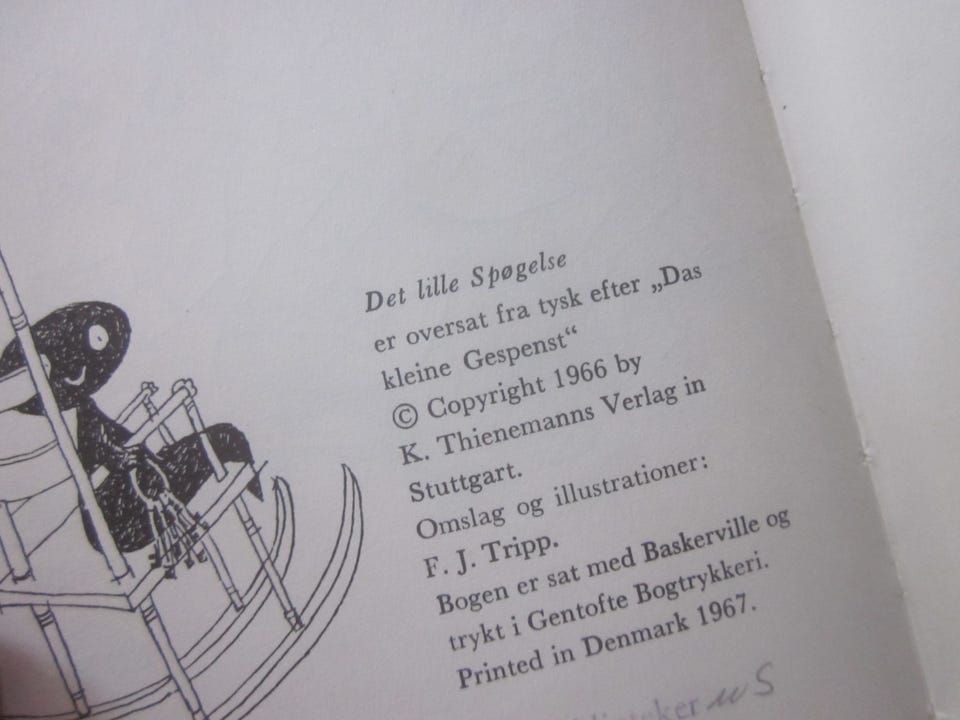 Det lille Spøgelse
er oversat fra tysk efter „Das
kleine Gespenst“
© Copyright 1966 by
K. Thienemanns Verlag in
Stuttgart.
Omslag og illustrationer:
F. J. Tripp.
Bogen er sat med Baskerville og
trykt i Gentofte Bogtrykkeri.
Printed in Denmark 1967.